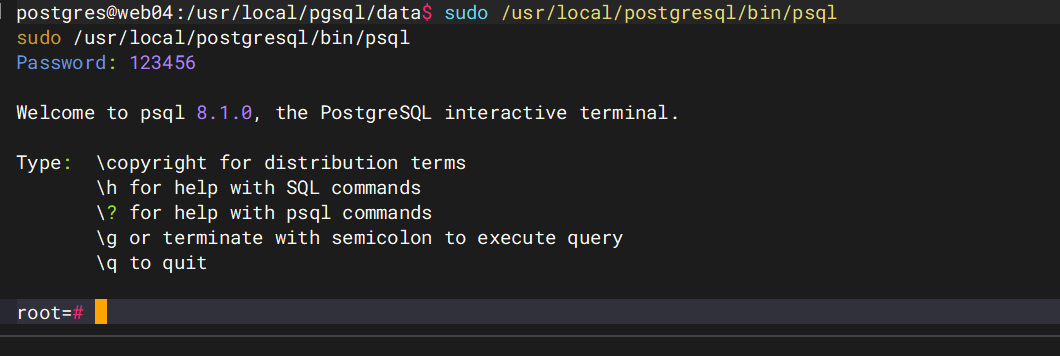 postgres@web04:/usr/local/pgsql/data$ sudo /usr/local/postgresql/bin/psql
sudo /usr/local/postgresql/bin/psql
Password: 123456
Welcome to psql 8.1.0, the PostgreSQL interactive terminal.
Type:  \copyright for distribution terms
\h for help with SQL commands
\? for help with psql commands
\g or terminate with semicolon to execute query
\q to quit
root=#